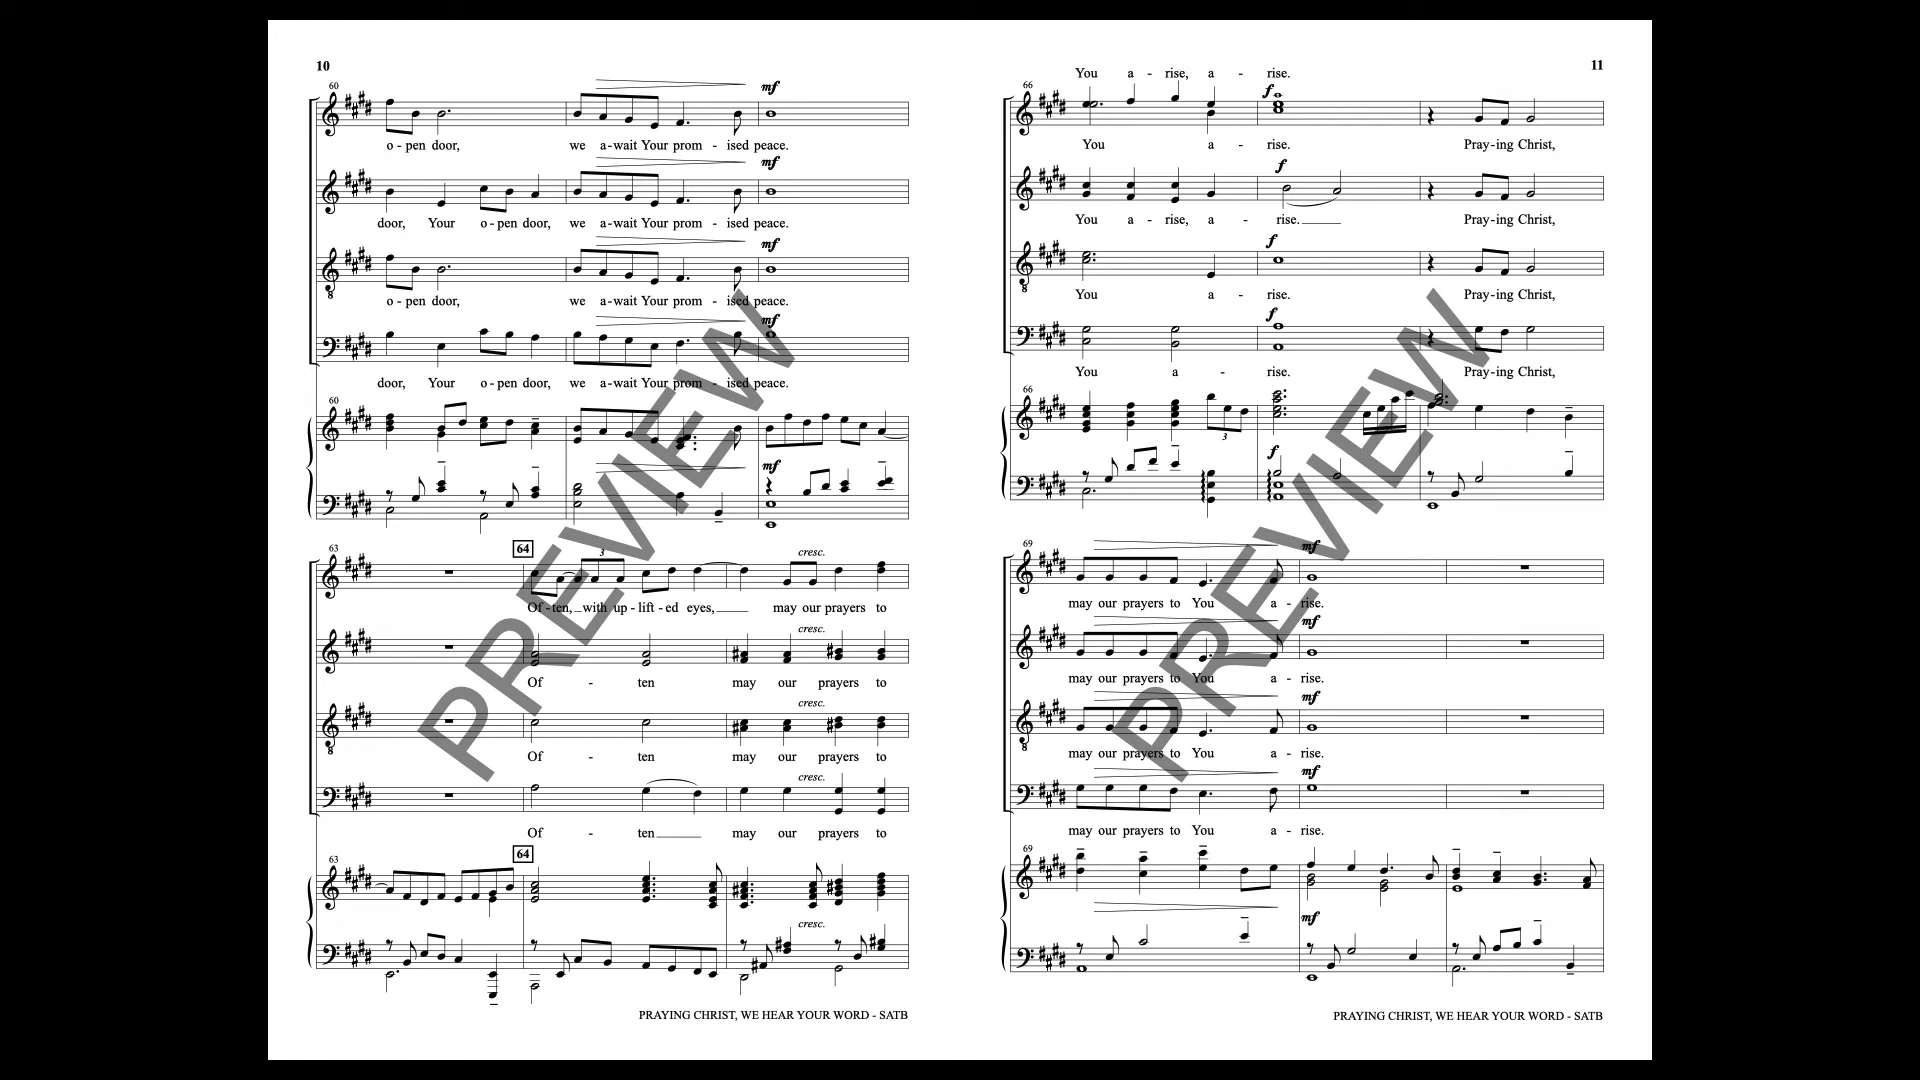 10
60
mf
o - pen door, we a - wait Your prom - ised peace.
mf
door, Your o - pen door, we a - wait Your prom - ised peace.
mf
o - pen door, we a - wait Your prom - ised peace.
mf
door, Your o - pen door, we a - wait Your prom - ised peace.
60
mf
63
64
3
cresc.
Of - ten, with up - lift - ed eyes, may our prayers to
cresc.
Of - ten may our prayers to
cresc.
Of - ten may our prayers to
cresc.
Of - ten may our prayers to
63
64
cresc.
PRAYING CHRIST, WE HEAR YOUR WORD - SATB
PREVIEW
11
You a - rise, a - rise.
66
f
You a - rise. Pray - ing Christ,
f
You a - rise, a - rise. Pray - ing Christ,
f
You a - rise. Pray - ing Christ,
f
You a - rise. Pray - ing Christ,
66
3
f
69
mf
may our prayers to You a - rise.
mf
may our prayers to You a - rise.
mf
may our prayers to You a - rise.
mf
may our prayers to You a - rise.
69
mf
PRAYING CHRIST, WE HEAR YOUR WORD - SATB
PREVIEW